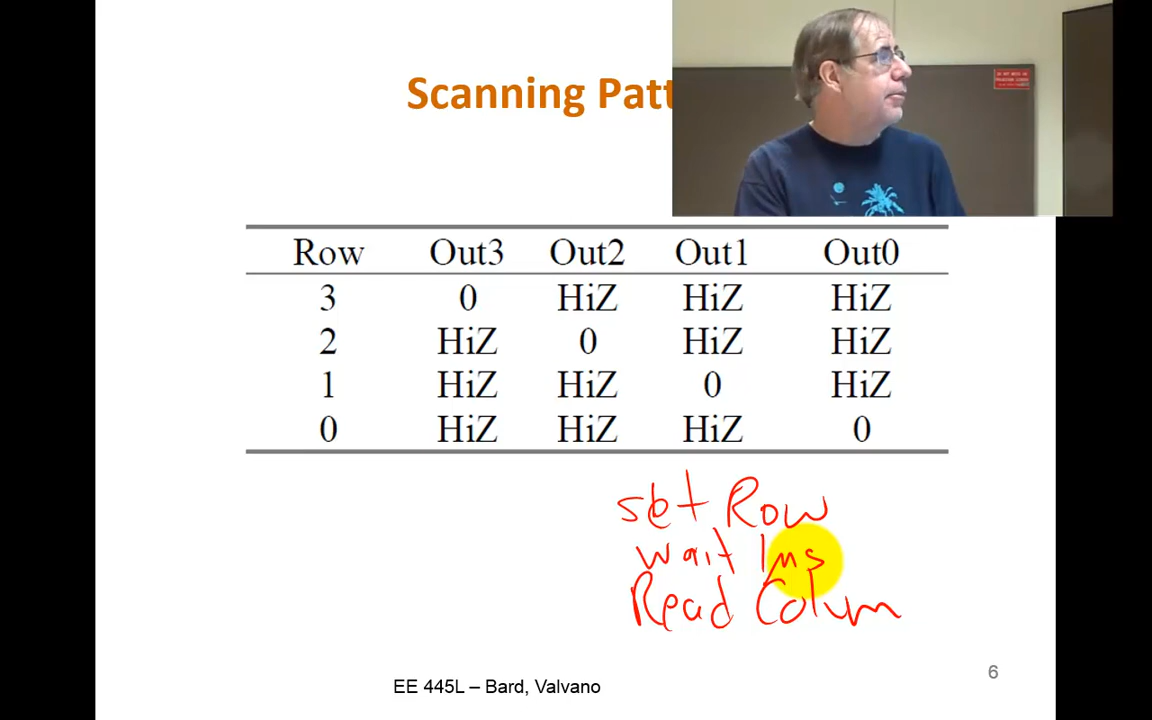 Scanning Patt
Row Out3 Out2 Out1 Out0
3 0 HiZ HiZ HiZ
2 HiZ 0 HiZ HiZ
1 HiZ HiZ 0 HiZ
0 HiZ HiZ HiZ 0
set Row
wait 1ms
Read Colum
EE 445L – Bard, Valvano
6